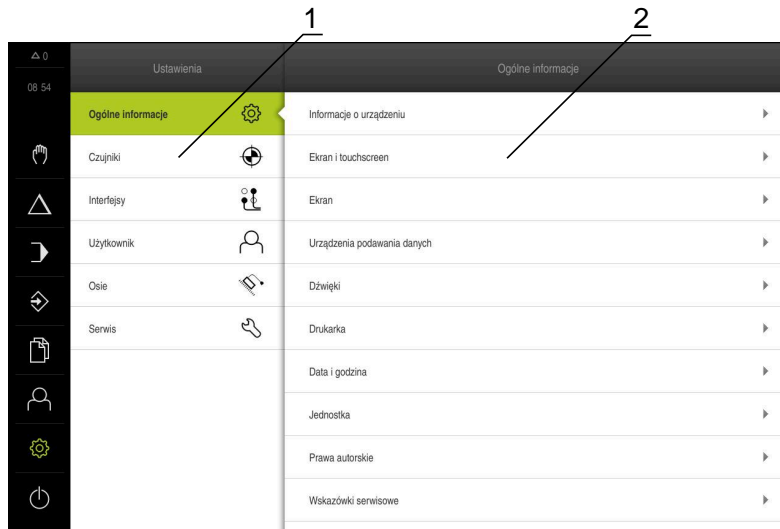 1
2
0
08 54
Ustawienia
Ogólne informacje
Ogólne informacje
Czujniki
Interfejsy
Użytkownik
Osie
Serwis
Informacje o urządzeniu
Ekran i touchscreen
Ekran
Urządzenia podawania danych
Dźwięki
Drukarka
Data i godzina
Jednostka
Prawa autorskie
Wskazówki serwisowe